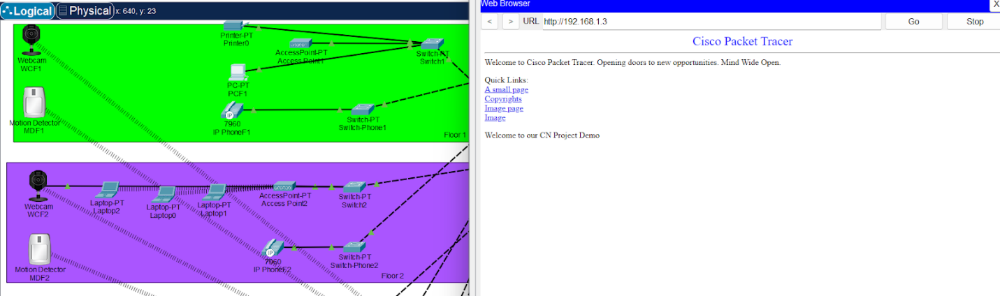 Logical Physical x: 640, y: 23
Printer-PT
Printer0
Webcam
WCF1
AccessPoint-PT
Access Point1
Switch-PT
Switch1
PC-PT
PCF1
Motion Detector
MDF1
IP
7960
IP PhoneF1
Switch-PT
Switch-Phone1
Floor 1
Webcam
WCF2
Laptop-PT
Laptop2
Laptop-PT
Laptop0
Laptop-PT
Laptop1
AccessPoint-PT
Access Point2
Switch-PT
Switch2
Motion Detector
MDF2
IP
7960
IP PhoneF2
Switch-PT
Switch-Phone2
Floor 2
Web Browser X
< > URL http://192.168.1.3 Go Stop
Cisco Packet Tracer
Welcome to Cisco Packet Tracer. Opening doors to new opportunities. Mind Wide Open.
Quick Links:
A small page
Copyrights
Image page
Image
Welcome to our CN Project Demo